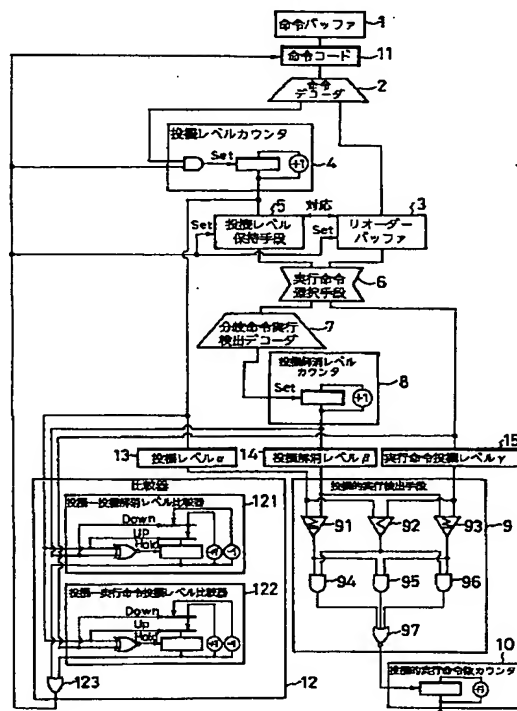 命令バッファ
1
命令コード
11
命令
デコーダ
2
投機レベルカウンタ
Set
+1
4
5
対応
3
Set
投機レベル
保持手段
Set
リオーダー
バッファ
実行命令
選択手段
6
7
分岐命令実行
検出デコーダ
投機解消レベル
カウンタ
8
Set
+1
15
13
投機レベルα
14
投機解消レベルβ
実行命令投機レベルγ
比較器
投機的実行検出手段
投機ー投機解消レベル比較器
121
Down
Up
Hold
91
92
93
9
投機ー実行命令投機レベル比較器
122
Down
Up
Hold
94
95
96
97
10
投機的実行命令数カウンタ
123
12